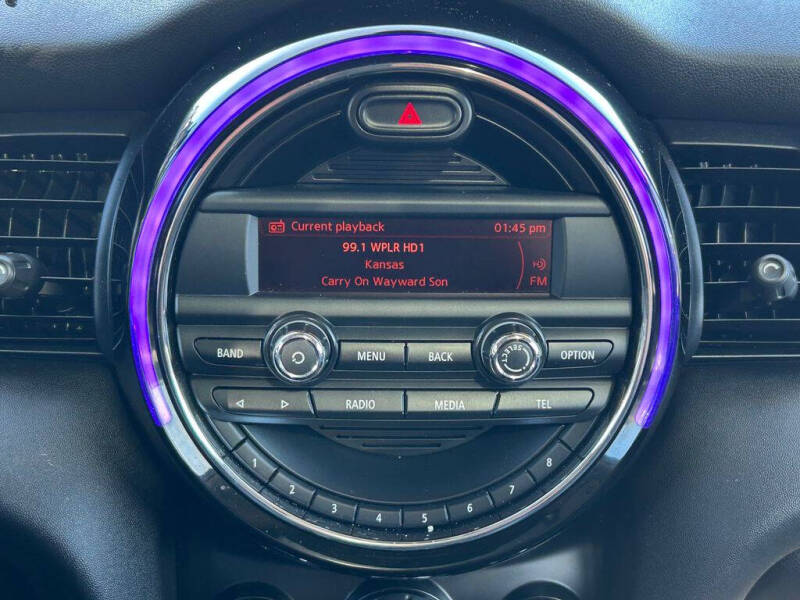 Current playback 01:45 pm
99.1 WPLR HD1
Kansas
Carry On Wayward Son
FM
BAND
MENU
BACK
SELECT
OPTION
RADIO
MEDIA
TEL
1
2
3
4
5
6
7
8